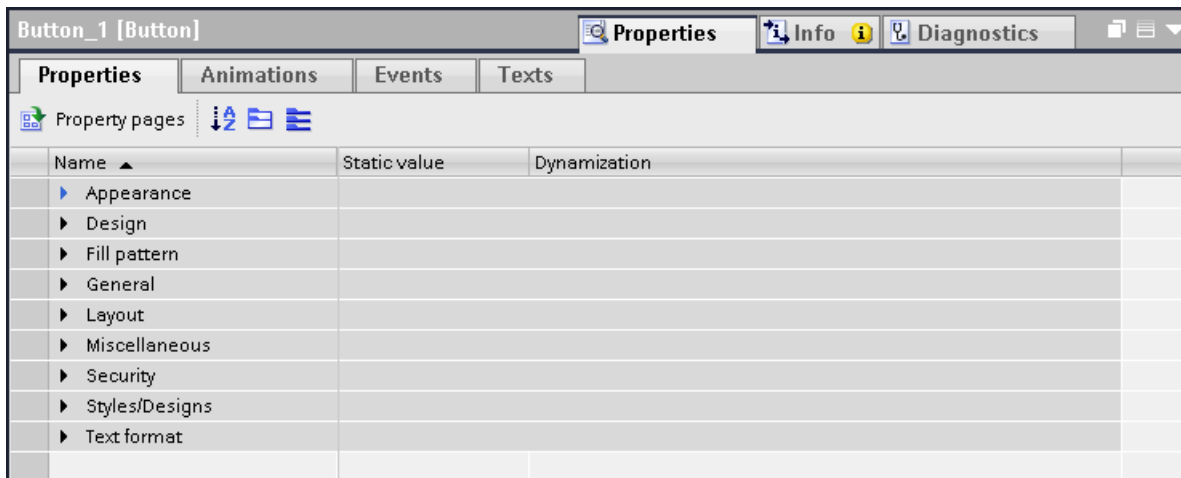 Button_1 [Button] Properties Info Diagnostics
Properties Animations Events Texts
Property pages
Name Static value Dynamization
Appearance
Design
Fill pattern
General
Layout
Miscellaneous
Security
Styles/Designs
Text format